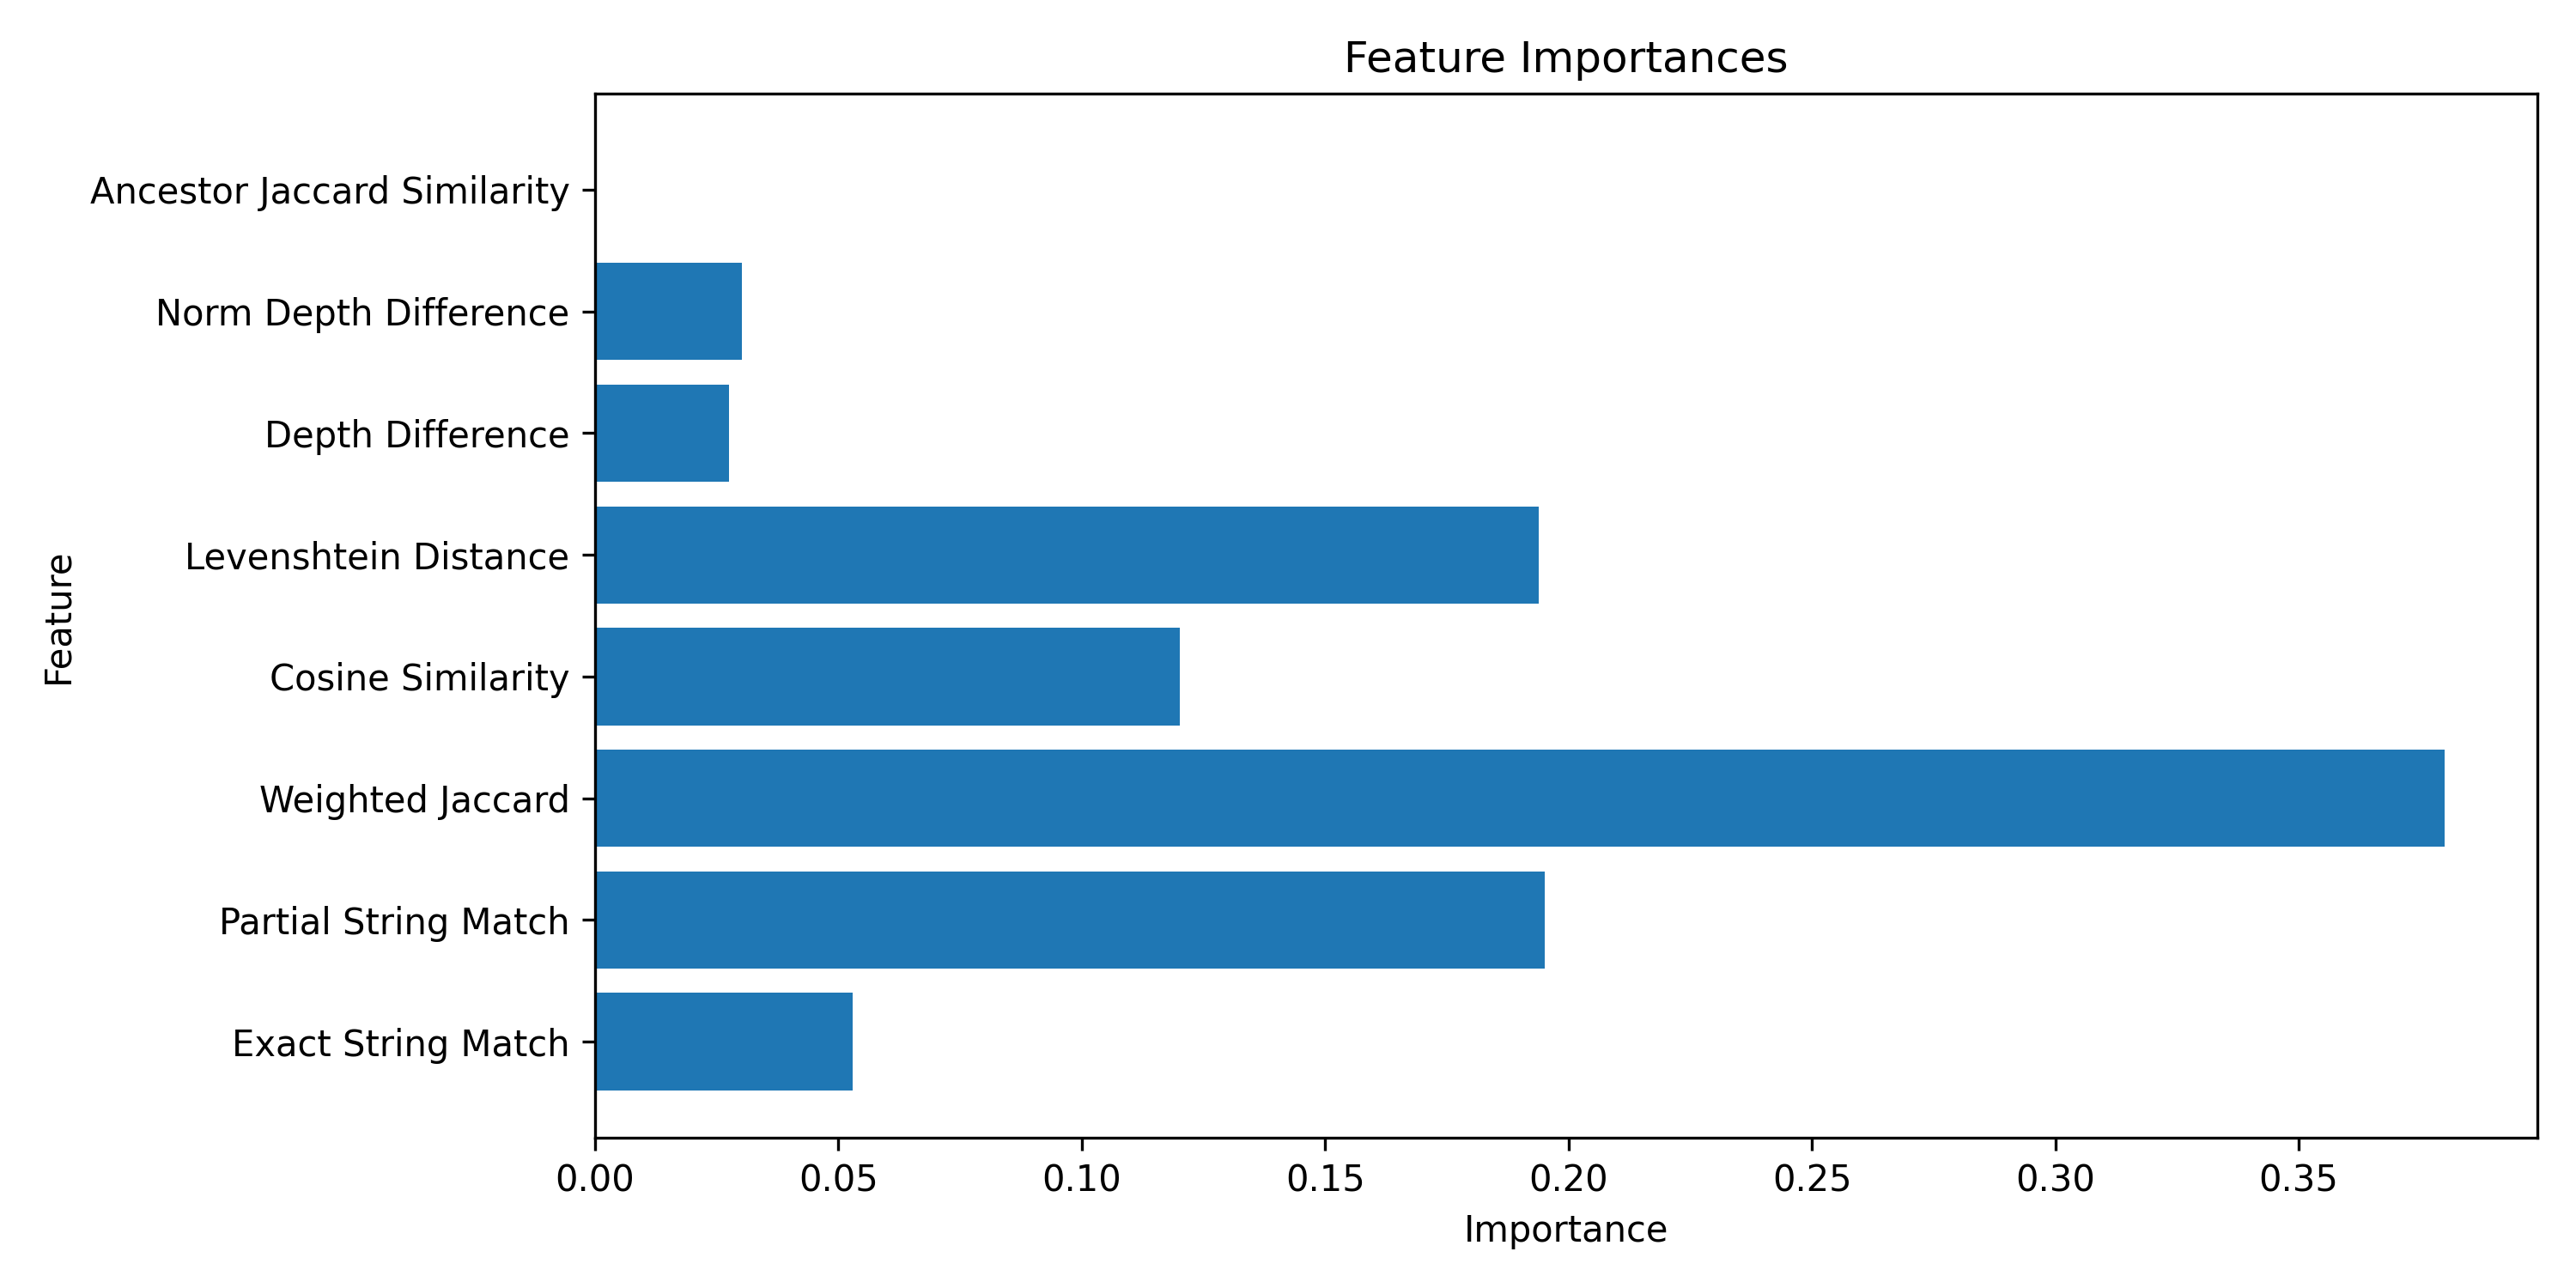 Feature Importances
Ancestor Jaccard Similarity
Norm Depth Difference
Depth Difference
Levenshtein Distance
Cosine Similarity
Weighted Jaccard
Partial String Match
Exact String Match
Feature
0.00 0.05 0.10 0.15 0.20 0.25 0.30 0.35
Importance